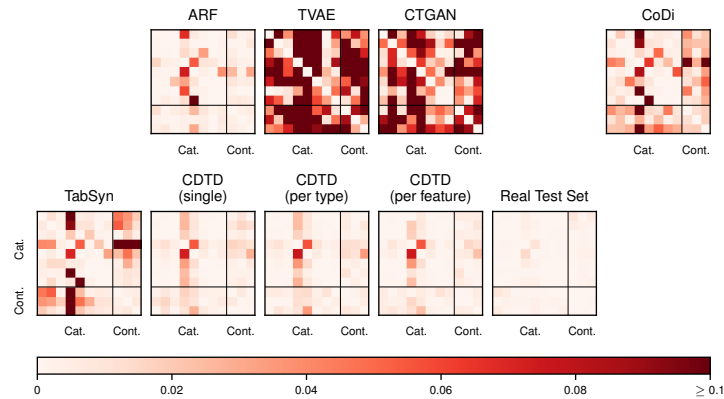 ARF TVAE CTGAN CoDi
Cat. Cont. Cat. Cont. Cat. Cont. Cat. Cont.
TabSyn CDTD (single) CDTD (per type) CDTD (per feature) Real Test Set
Cat.
Cont.
Cat. Cont. Cat. Cont. Cat. Cont. Cat. Cont. Cat. Cont.
0 0.02 0.04 0.06 0.08 ≥ 0.1